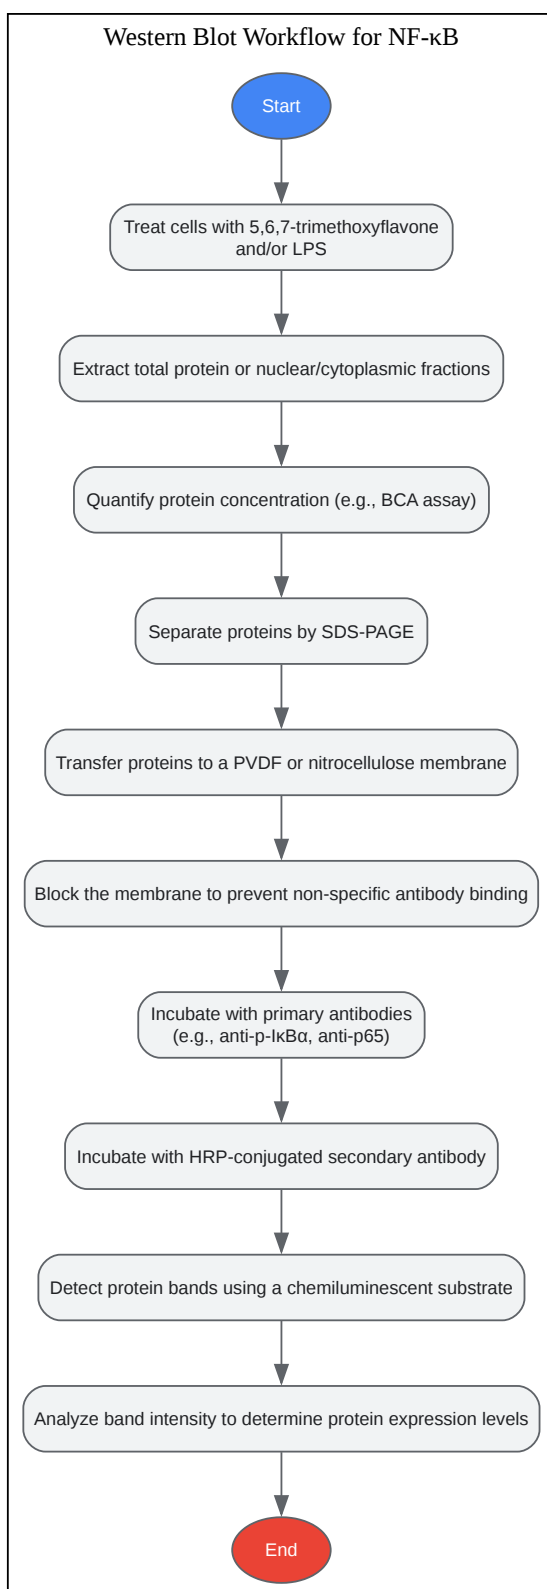 Western Blot Workflow for NF-κB
Start
Treat cells with 5,6,7-trimethoxyflavone
and/or LPS
Extract total protein or nuclear/cytoplasmic fractions
Quantify protein concentration (e.g., BCA assay)
Separate proteins by SDS-PAGE
Transfer proteins to a PVDF or nitrocellulose membrane
Block the membrane to prevent non-specific antibody binding
Incubate with primary antibodies
(e.g., anti-p-IκBα, anti-p65)
Incubate with HRP-conjugated secondary antibody
Detect protein bands using a chemiluminescent substrate
Analyze band intensity to determine protein expression levels
End